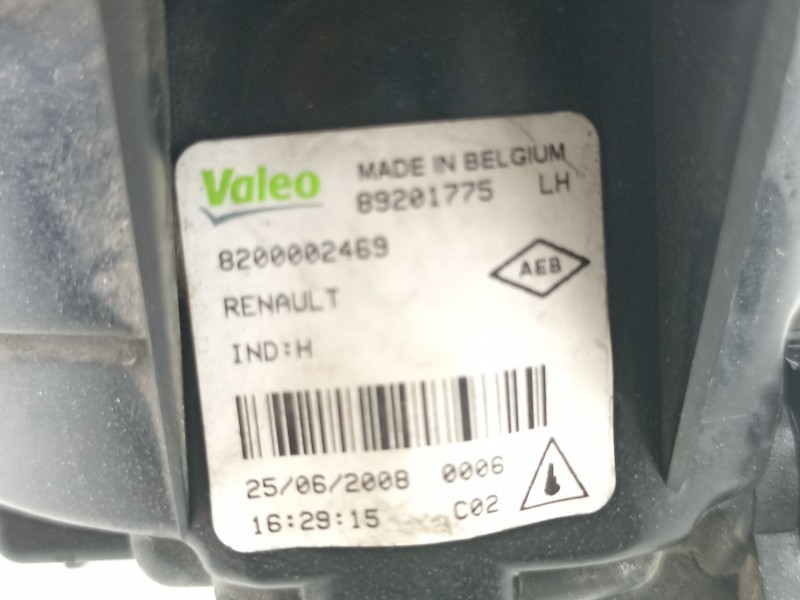 Valeo
MADE IN BELGIUM
89201775 LH
8200002469
AEB
RENAULT
IND:H
25/06/2008 0006
16:29:15 C02